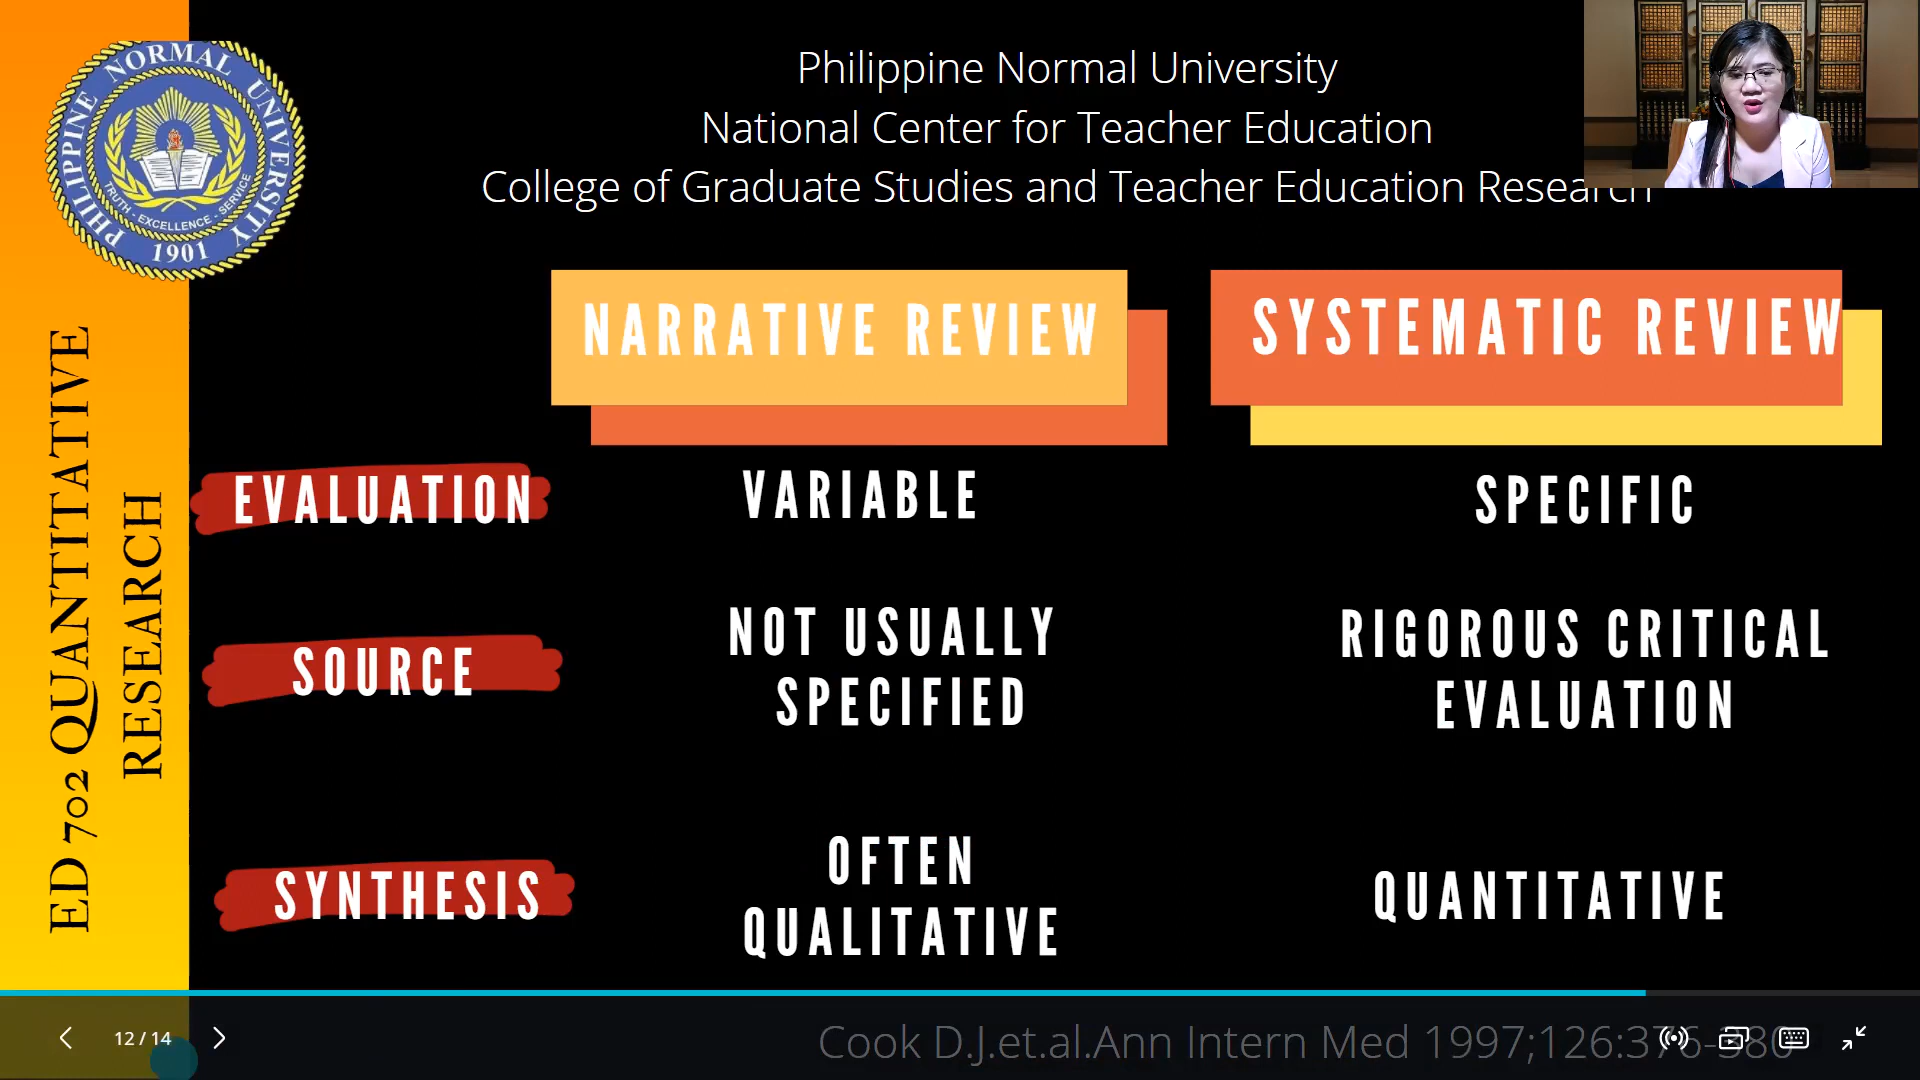 PHILIPPINE NORMAL UNIVERSITY
TRUTH - EXCELLENCE - SERVICE
1901
Philippine Normal University
National Center for Teacher Education
College of Graduate Studies and Teacher Education Research
ED 702 QUANTITATIVE
RESEARCH
NARRATIVE REVIEW
SYSTEMATIC REVIEW
EVALUATION
VARIABLE
SPECIFIC
SOURCE
NOT USUALLY
SPECIFIED
RIGOROUS CRITICAL
EVALUATION
SYNTHESIS
OFTEN
QUALITATIVE
QUANTITATIVE
12 / 14
Cook D.J.et.al.Ann Intern Med 1997;126:376-380